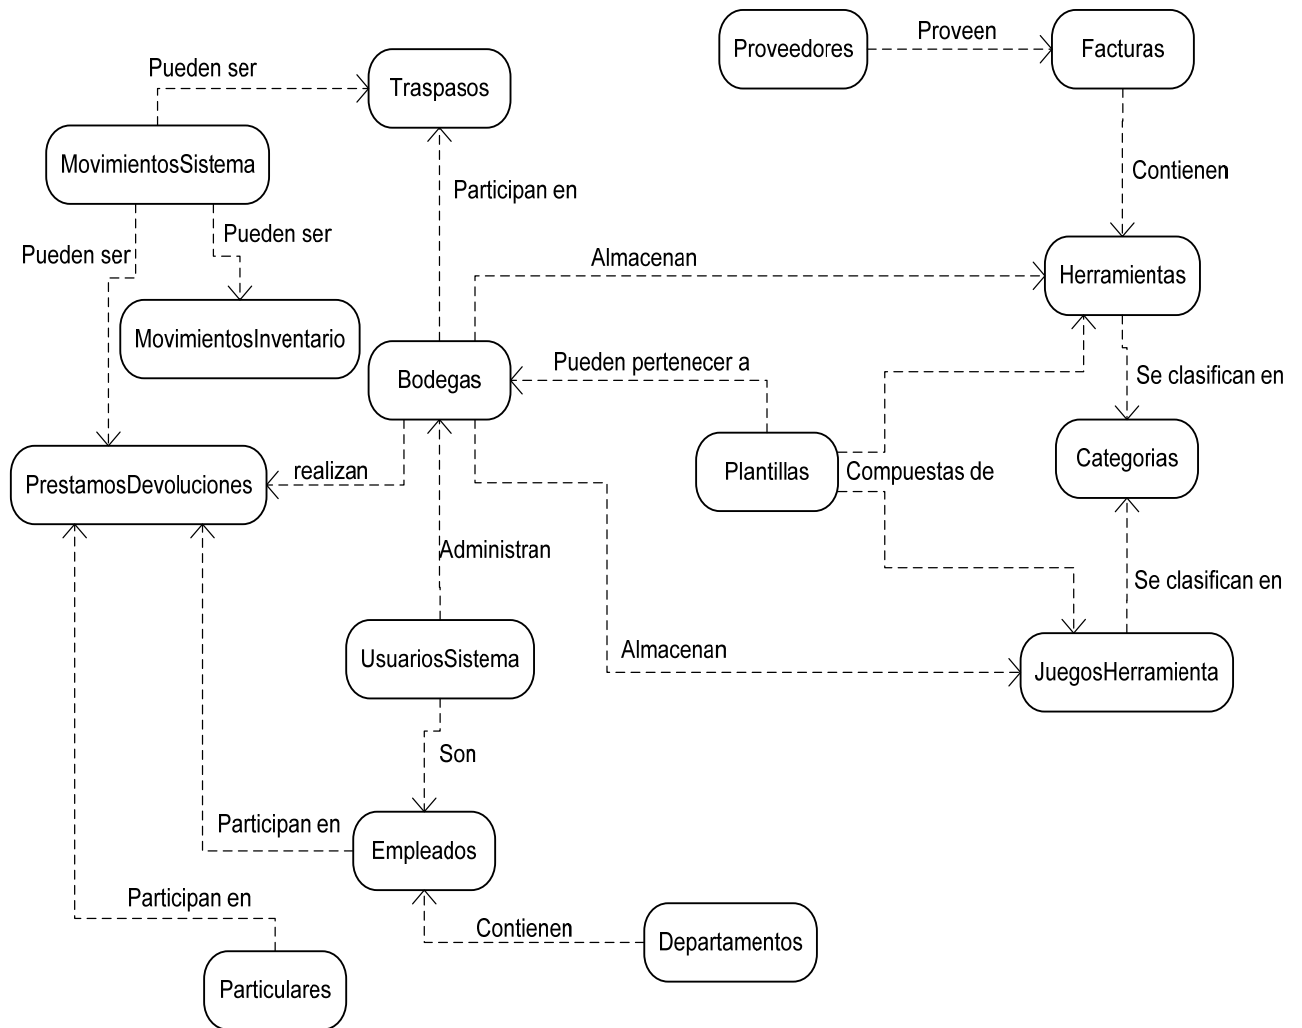 Proveedores
Proveen
Facturas
Pueden ser
Traspasos
MovimientosSistema
Contienen
Participan en
Pueden ser
Pueden ser
Almacenan
Herramientas
MovimientosInventario
Pueden pertenecer a
Bodegas
Se clasifican en
Categorias
realizan
PrestamosDevoluciones
Plantillas
Compuestas de
Administran
Se clasifican en
UsuariosSistema
Almacenan
JuegosHerramienta
Son
Participan en
Empleados
Participan en
Contienen
Departamentos
Particulares